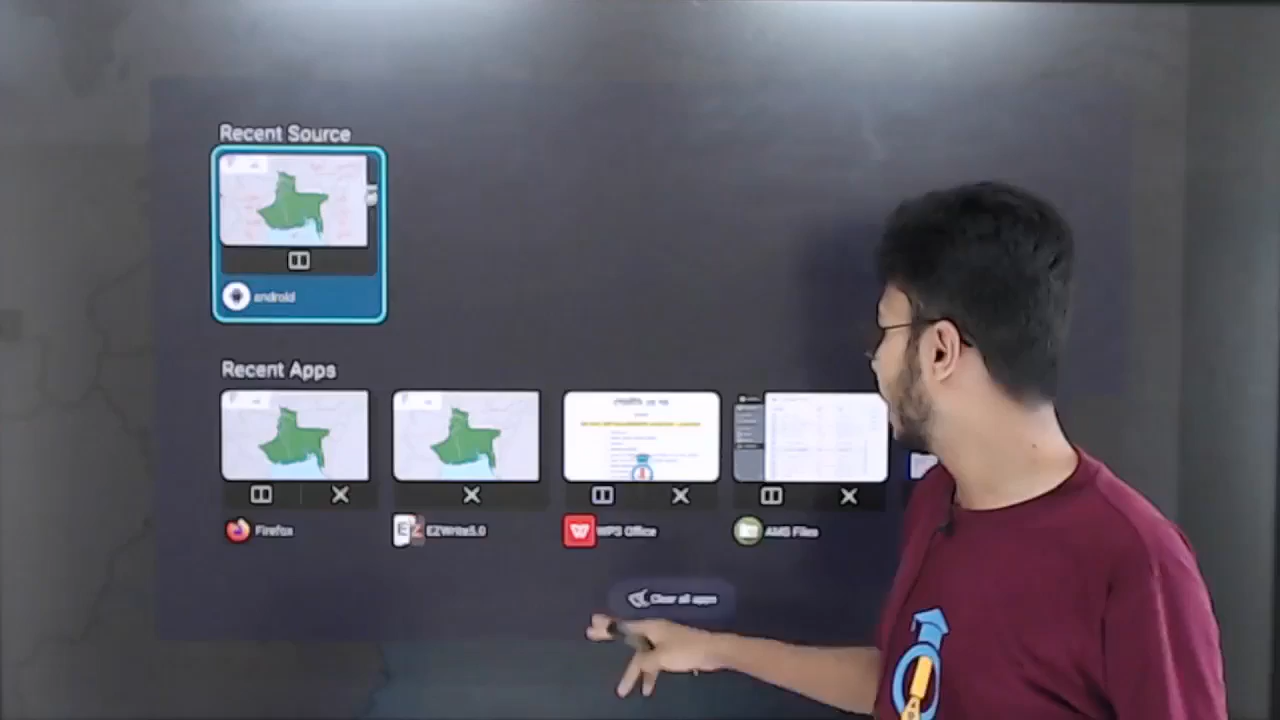 Recent Source
android
Recent Apps
Firefox
EZWrite5.0
WPS Office
AMS Files
Clear all apps